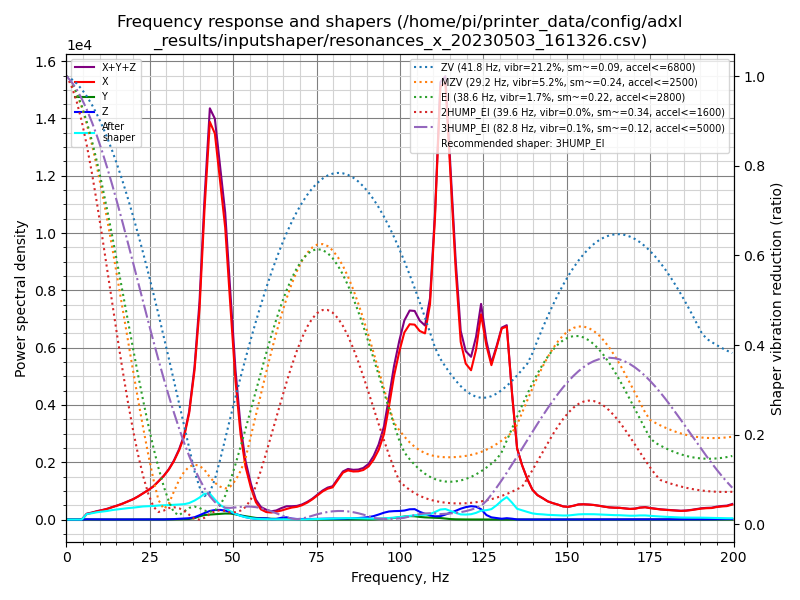 Frequency response and shapers (/home/pi/printer_data/config/adxl
_results/inputshaper/resonances_x_20230503_161326.csv)
1e4
X+Y+Z
X
Y
Z
After
shaper
ZV (41.8 Hz, vibr=21.2%, sm~=0.09, accel<=6800)
MZV (29.2 Hz, vibr=5.2%, sm~=0.24, accel<=2500)
EI (38.6 Hz, vibr=1.7%, sm~=0.22, accel<=2800)
2HUMP_EI (39.6 Hz, vibr=0.0%, sm~=0.34, accel<=1600)
3HUMP_EI (82.8 Hz, vibr=0.1%, sm~=0.12, accel<=5000)
Recommended shaper: 3HUMP_EI
Power spectral density
1.6
1.4
1.2
1.0
0.8
0.6
0.4
0.2
0.0
1.0
0.8
0.6
0.4
0.2
0.0
Shaper vibration reduction (ratio)
0 25 50 75 100 125 150 175 200
Frequency, Hz